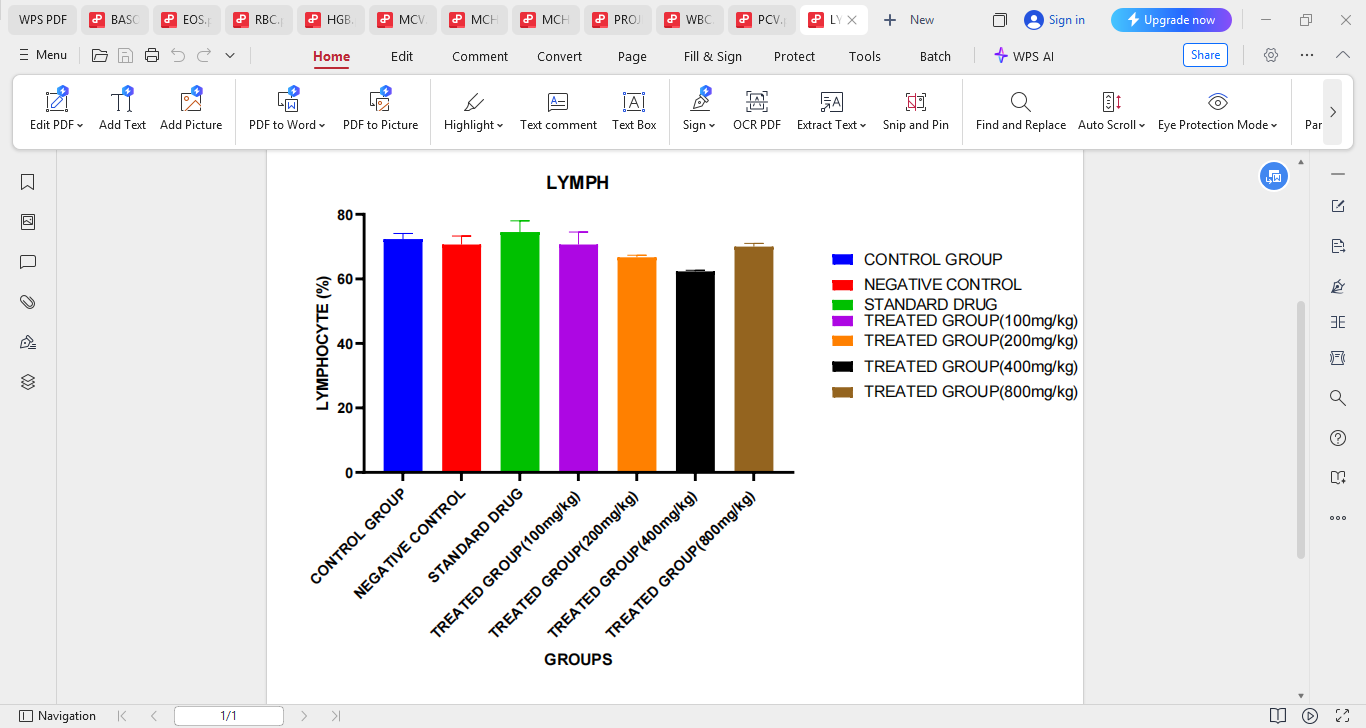 WPS PDF BASC EOS.p RBC.p HGB. MCV. MCH MCH PROJ WBC. PCV.p LY New Sign in Upgrade now
Menu Home Edit Comment Convert Page Fill & Sign Protect Tools Batch WPS AI Share
Edit PDF Add Text Add Picture PDF to Word PDF to Picture Highlight Text comment Text Box Sign OCR PDF Extract Text Snip and Pin Find and Replace Auto Scroll Eye Protection Mode Par
LYMPH
80
60
40
20
0
LYMPHOCYTE (%)
CONTROL GROUP
NEGATIVE CONTROL
STANDARD DRUG
TREATED GROUP(100mg/kg)
TREATED GROUP(200mg/kg)
TREATED GROUP(400mg/kg)
TREATED GROUP(800mg/kg)
GROUPS
CONTROL GROUP
NEGATIVE CONTROL
STANDARD DRUG
TREATED GROUP(100mg/kg)
TREATED GROUP(200mg/kg)
TREATED GROUP(400mg/kg)
TREATED GROUP(800mg/kg)
Navigation 1/1